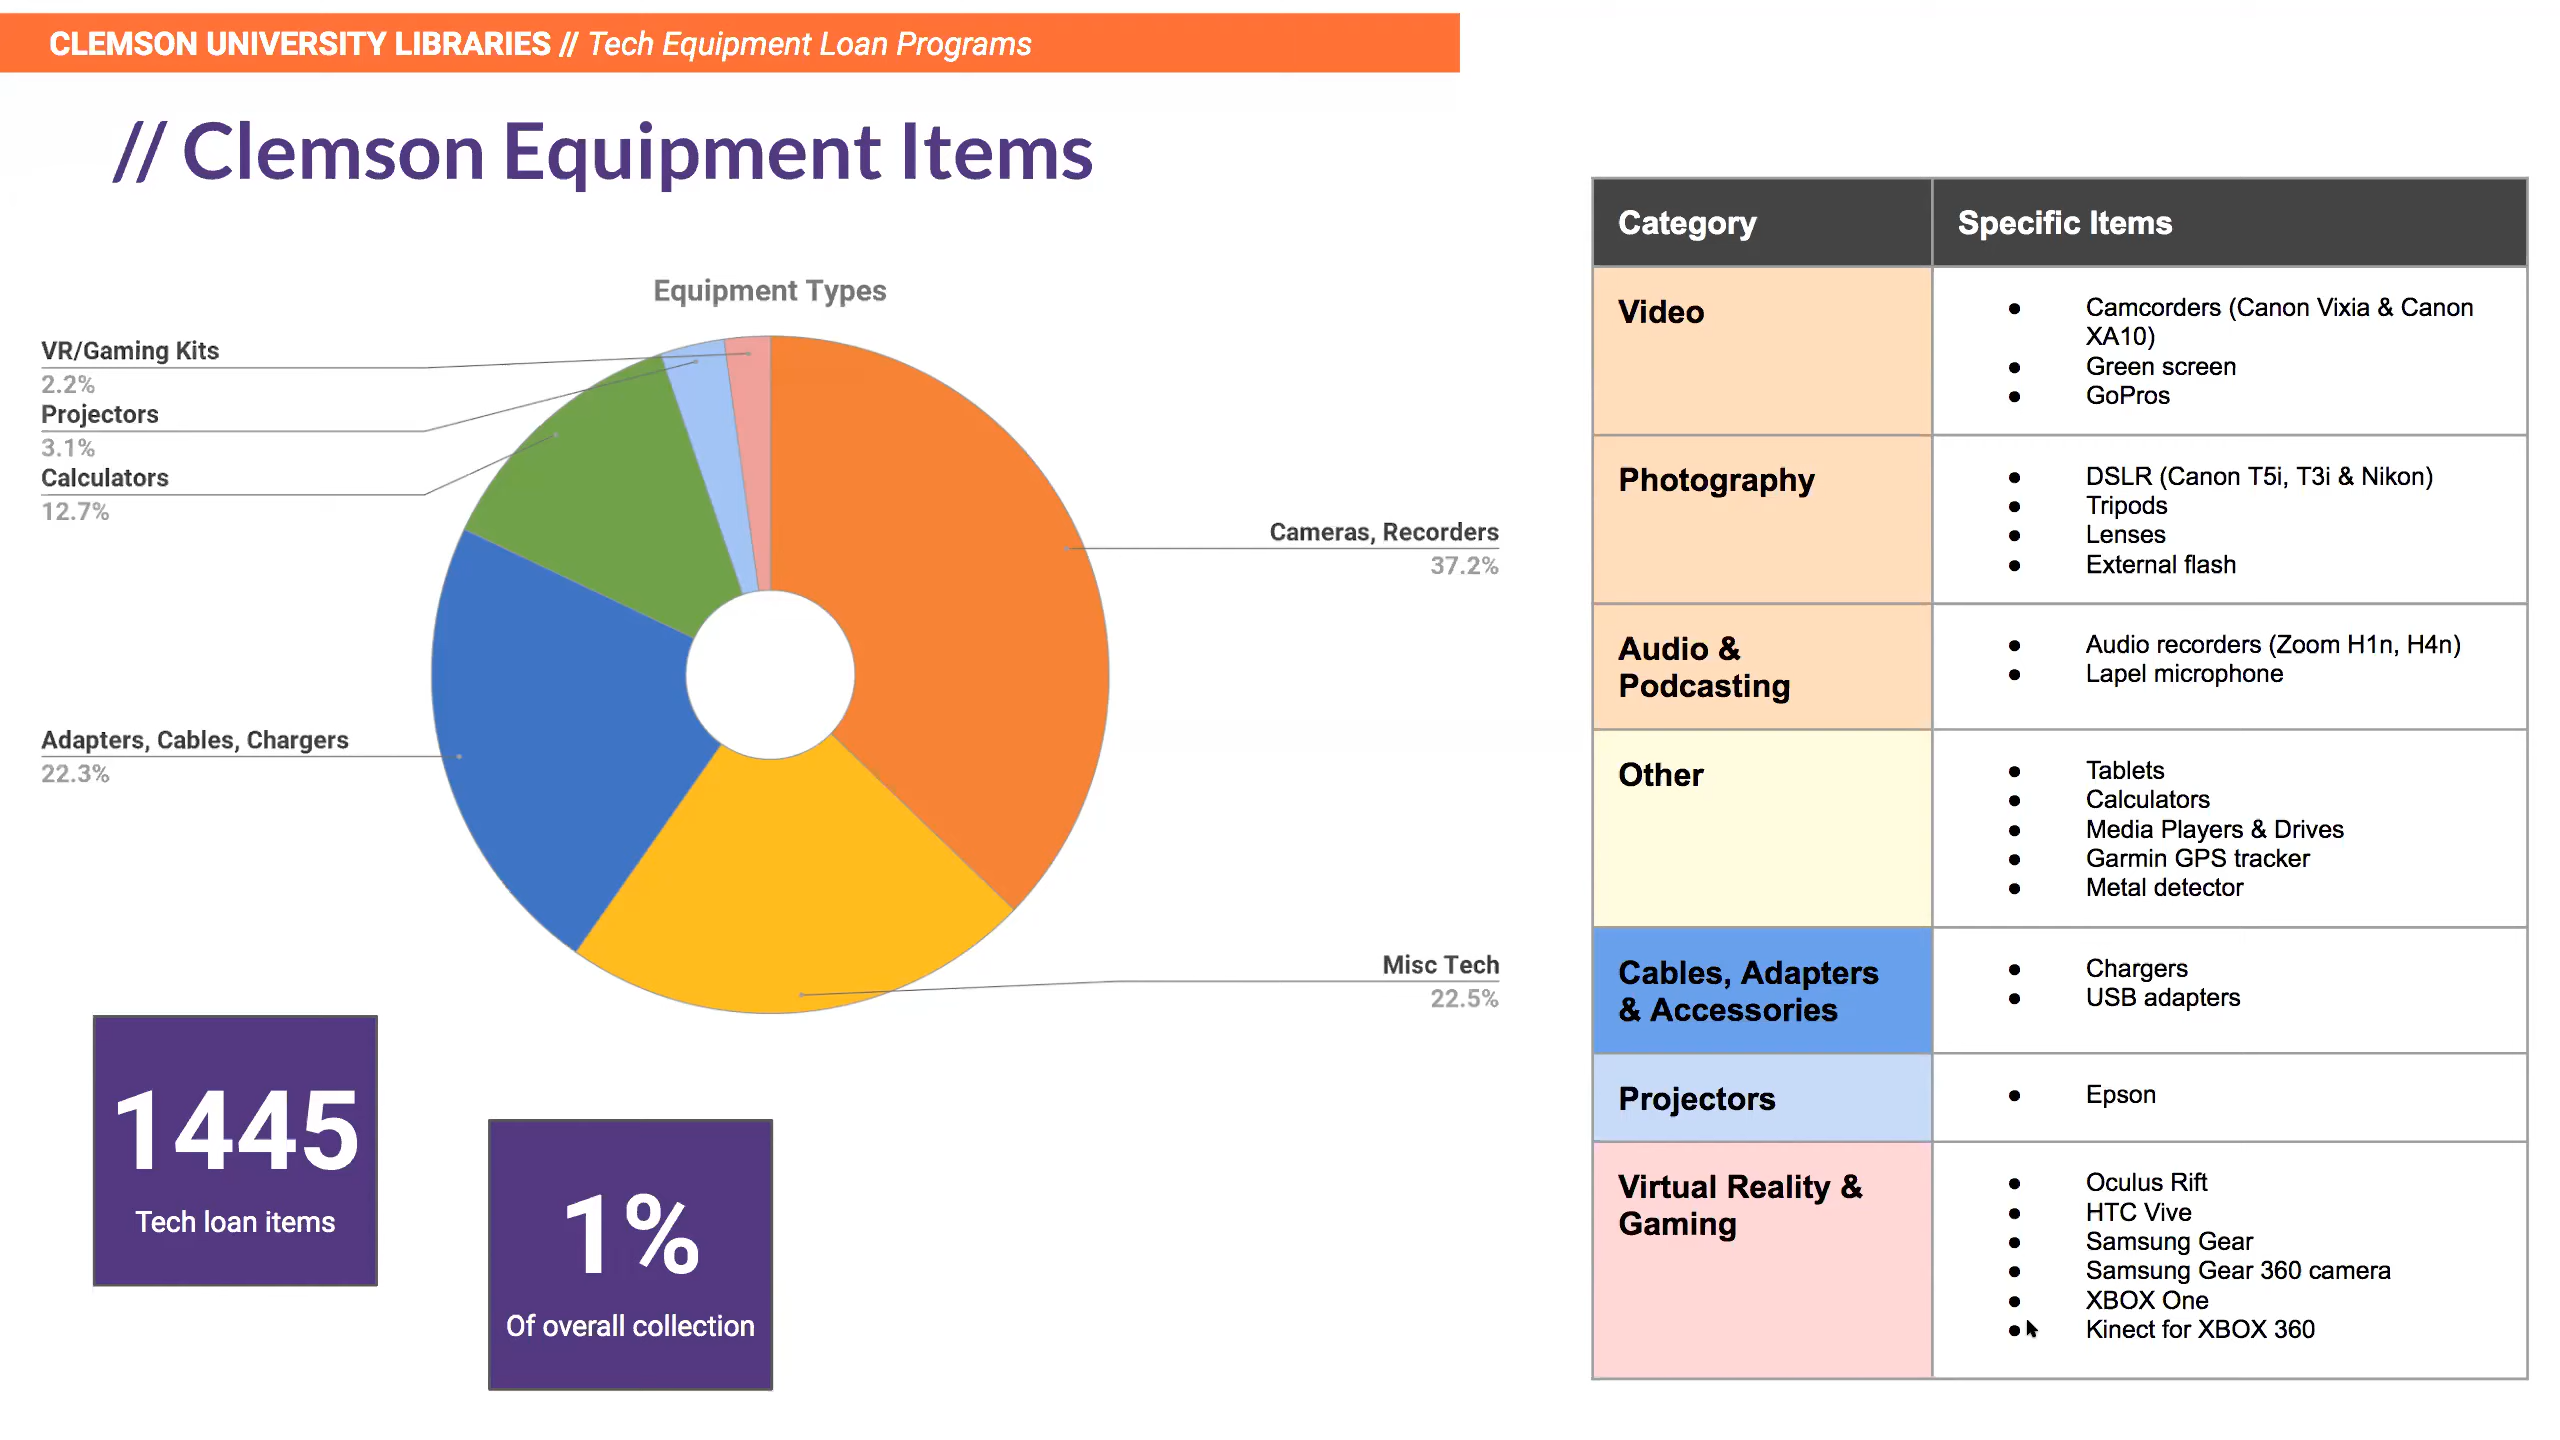 CLEMSON UNIVERSITY LIBRARIES // Tech Equipment Loan Programs
// Clemson Equipment Items
Equipment Types
VR/Gaming Kits
2.2%
Projectors
3.1%
Calculators
12.7%
Adapters, Cables, Chargers
22.3%
Cameras, Recorders
37.2%
Misc Tech
22.5%
1445
Tech loan items
1%
Of overall collection
Category
Specific Items
Video
● Camcorders (Canon Vixia & Canon
XA10)
● Green screen
● GoPros
Photography
● DSLR (Canon T5i, T3i & Nikon)
● Tripods
● Lenses
● External flash
Audio &
Podcasting
● Audio recorders (Zoom H1n, H4n)
● Lapel microphone
Other
● Tablets
● Calculators
● Media Players & Drives
● Garmin GPS tracker
● Metal detector
Cables, Adapters
& Accessories
● Chargers
● USB adapters
Projectors
● Epson
Virtual Reality &
Gaming
● Oculus Rift
● HTC Vive
● Samsung Gear
● Samsung Gear 360 camera
● XBOX One
● Kinect for XBOX 360